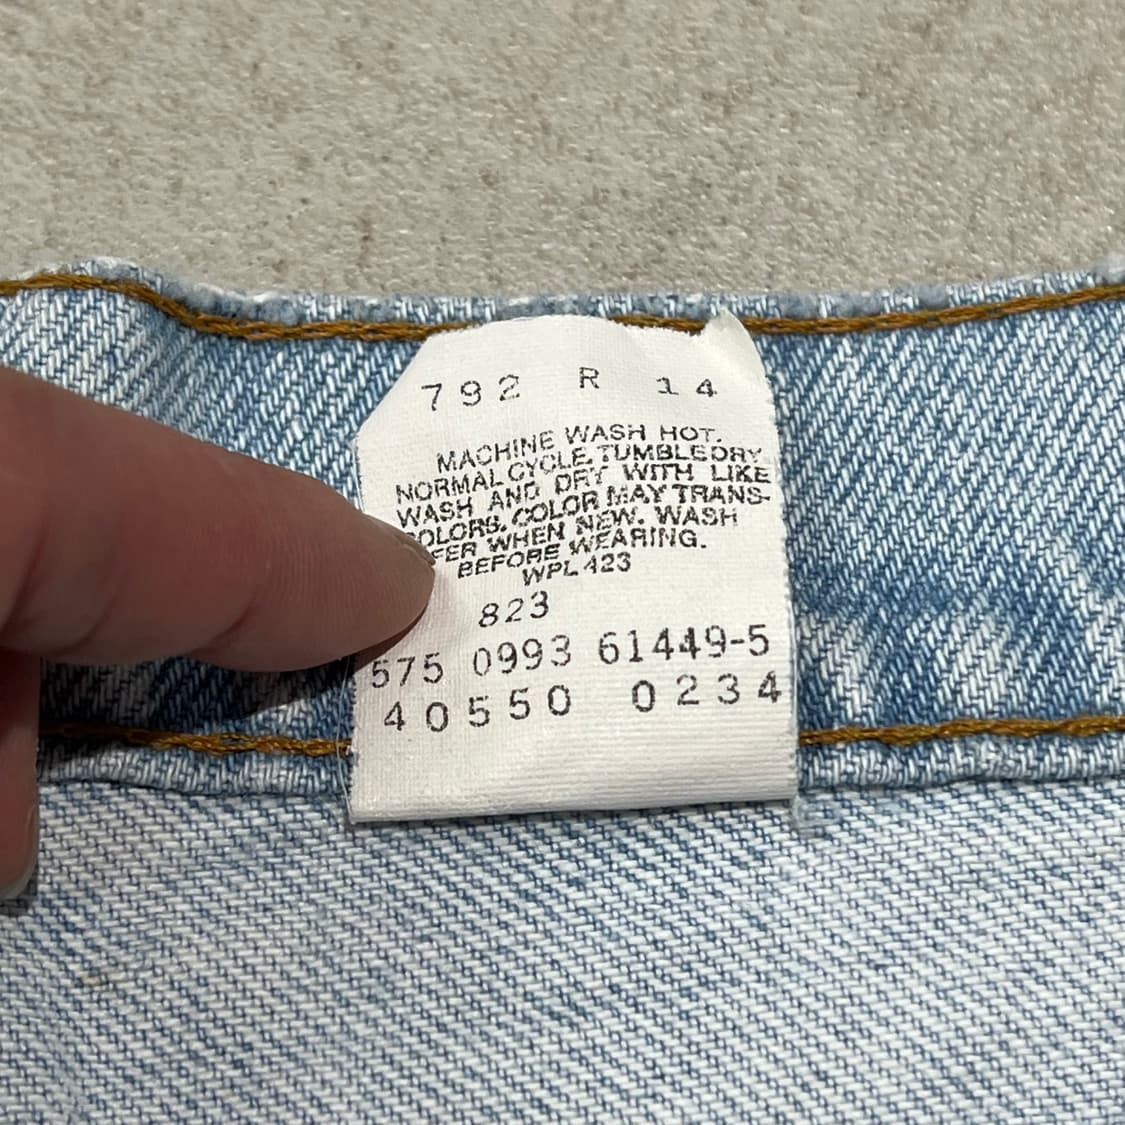 792 R 14
MACHINE WASH HOT.
NORMAL CYCLE. TUMBLE DRY
WASH AND DRY WITH LIKE
COLORS. COLOR MAY TRANS-
FER WHEN NEW. WASH
BEFORE WEARING.
WPL 423
823
575 0993 61449-5
40550 0234